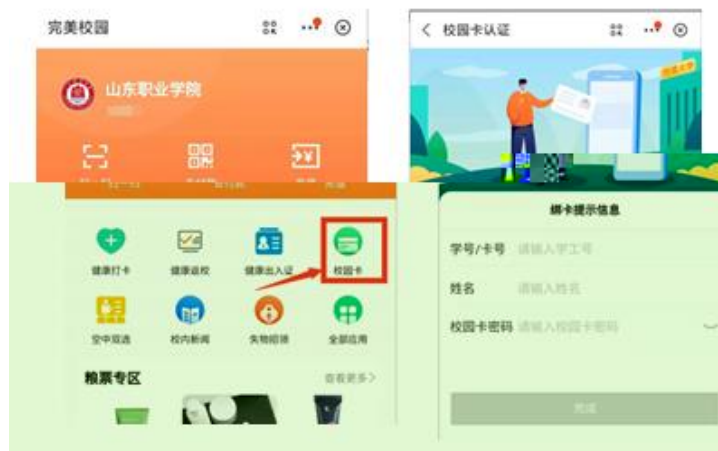 完美校园
山东职业学院
健康打卡 健康返校 健康出入证 校园卡
空中双选 校内新闻 失物招领 全部应用
粮票专区 查看更多>
校园卡认证
绑卡提示信息
学号/卡号 请输入学工号
姓名 请输入姓名
校园卡密码 请输入校园卡密码
完成